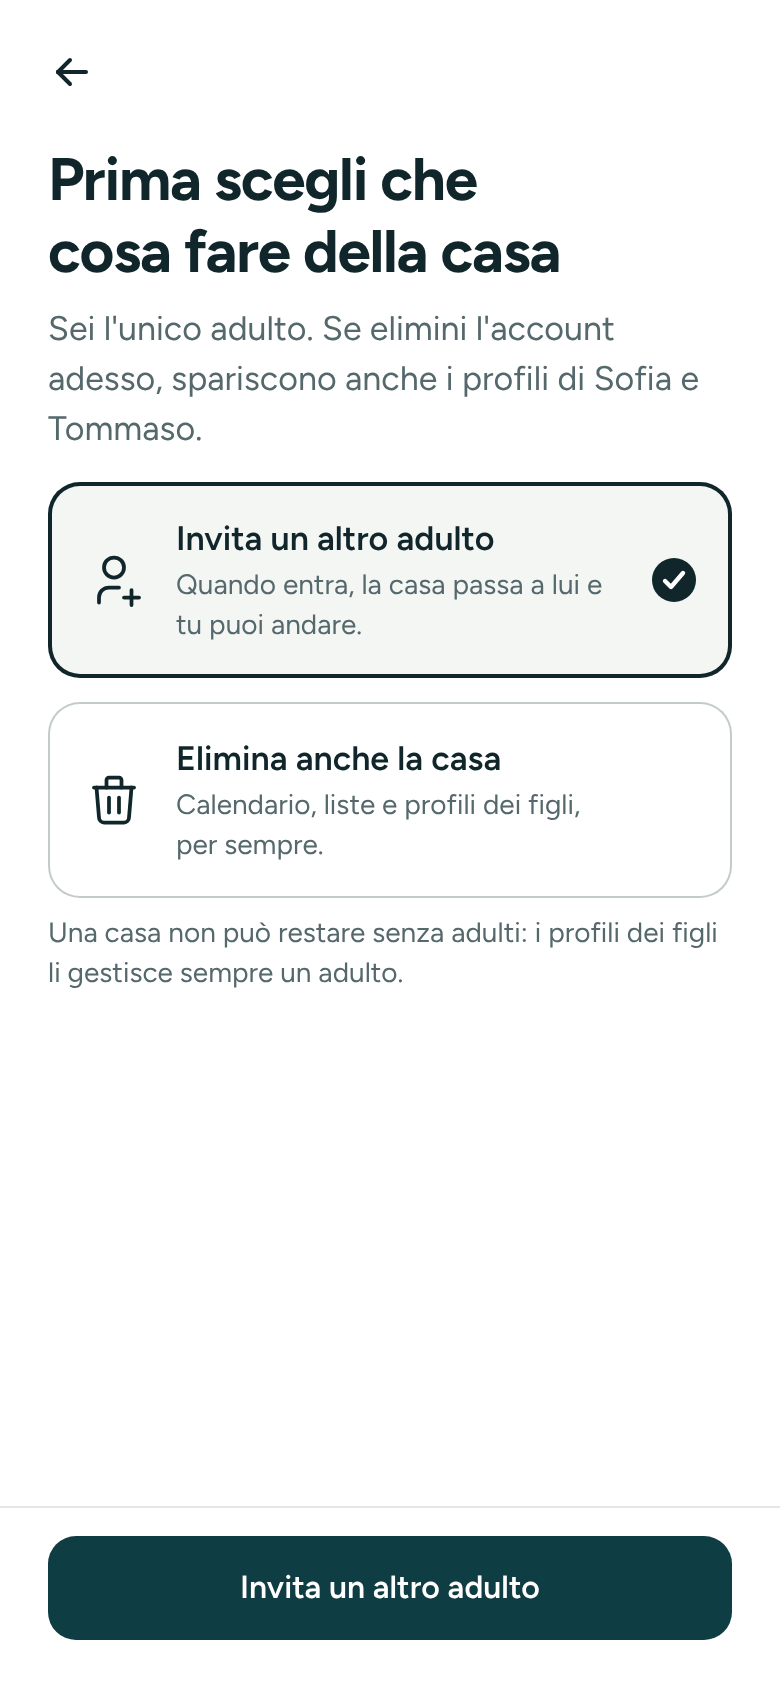 Prima scegli che
cosa fare della casa
Sei l'unico adulto. Se elimini l'account
adesso, spariscono anche i profili di Sofia e
Tommaso.
Invita un altro adulto
Quando entra, la casa passa a lui e
tu puoi andare.
Elimina anche la casa
Calendario, liste e profili dei figli,
per sempre.
Una casa non può restare senza adulti: i profili dei figli
li gestisce sempre un adulto.
Invita un altro adulto